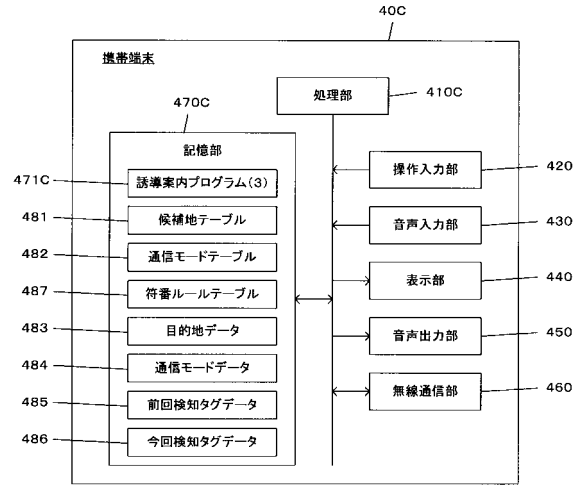 40C
携帯端末
処理部
410C
470C
記憶部
471C
誘導案内プログラム(3)
481
候補地テーブル
482
通信モードテーブル
487
符番ルールテーブル
483
目的地データ
484
通信モードデータ
485
前回検知タグデータ
486
今回検知タグデータ
操作入力部
420
音声入力部
430
表示部
440
音声出力部
450
無線通信部
460